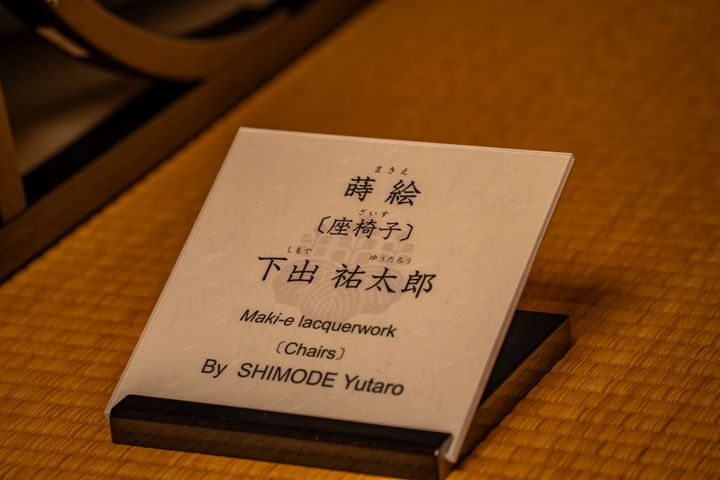 まきえ
蒔絵
ざいす
〔座椅子〕
しもで ゆうたろう
下出 祐太郎
Maki-e lacquerwork
〔Chairs〕
By SHIMODE Yutaro